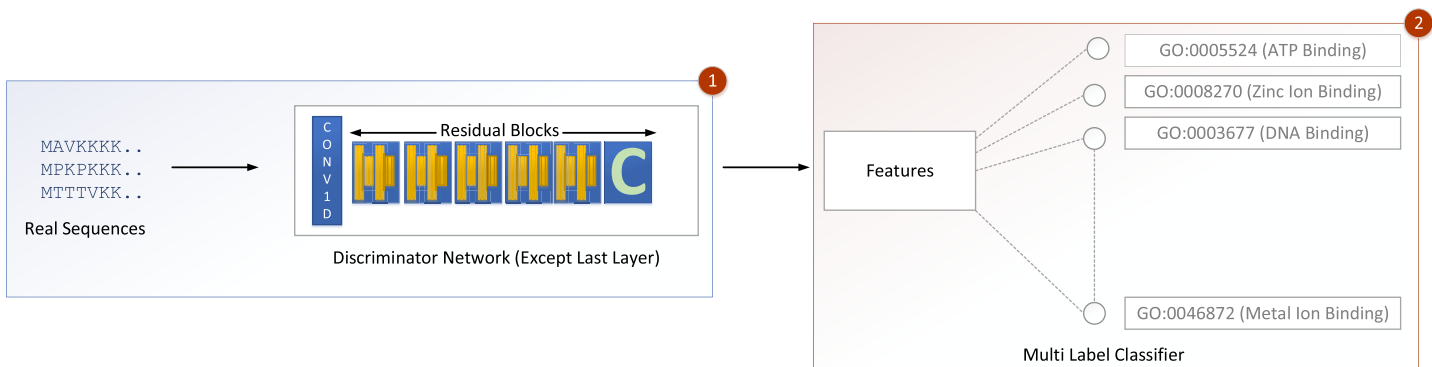 1
MAVKKKK..
MPKPKKK..
MTTTVKK..
Real Sequences
CONV1D
Residual Blocks
C
Discriminator Network (Except Last Layer)
2
Features
GO:0005524 (ATP Binding)
GO:0008270 (Zinc Ion Binding)
GO:0003677 (DNA Binding)
GO:0046872 (Metal Ion Binding)
Multi Label Classifier